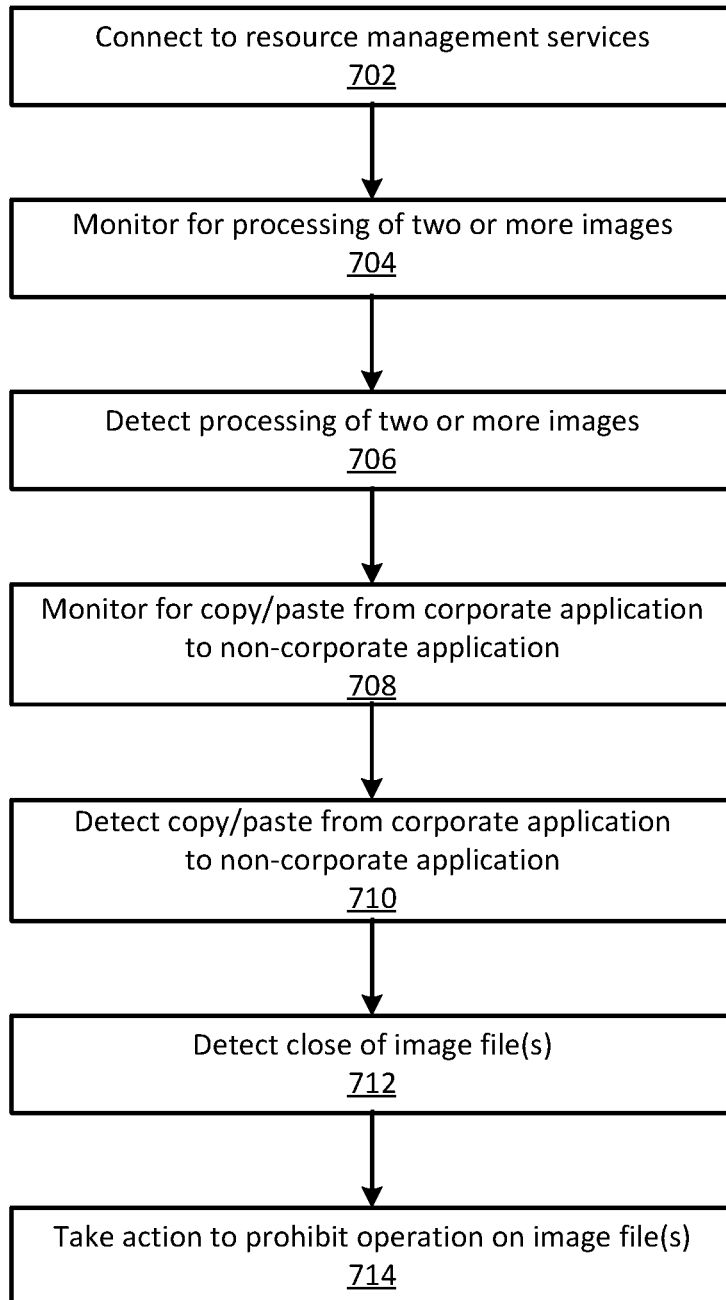 Connect to resource management services
702
Monitor for processing of two or more images
704
Detect processing of two or more images
706
Monitor for copy/paste from corporate application
to non-corporate application
708
Detect copy/paste from corporate application
to non-corporate application
710
Detect close of image file(s)
712
Take action to prohibit operation on image file(s)
714